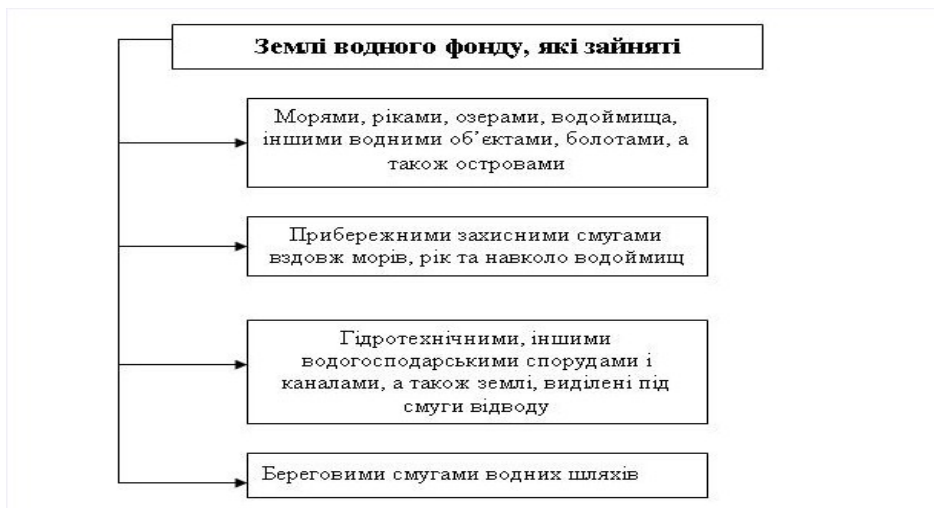 Землі водного фонду, які зайняті
Морями, ріками, озерами, водоймища,
іншими водними об’єктами, болотами, а
також островами
Прибережними захисними смугами
вздовж морів, рік та навколо водоймищ
Гідротехнічними, іншими
водогосподарськими спорудами і
каналами, а також землі, виділені під
смуги відводу
Береговими смугами водних шляхів